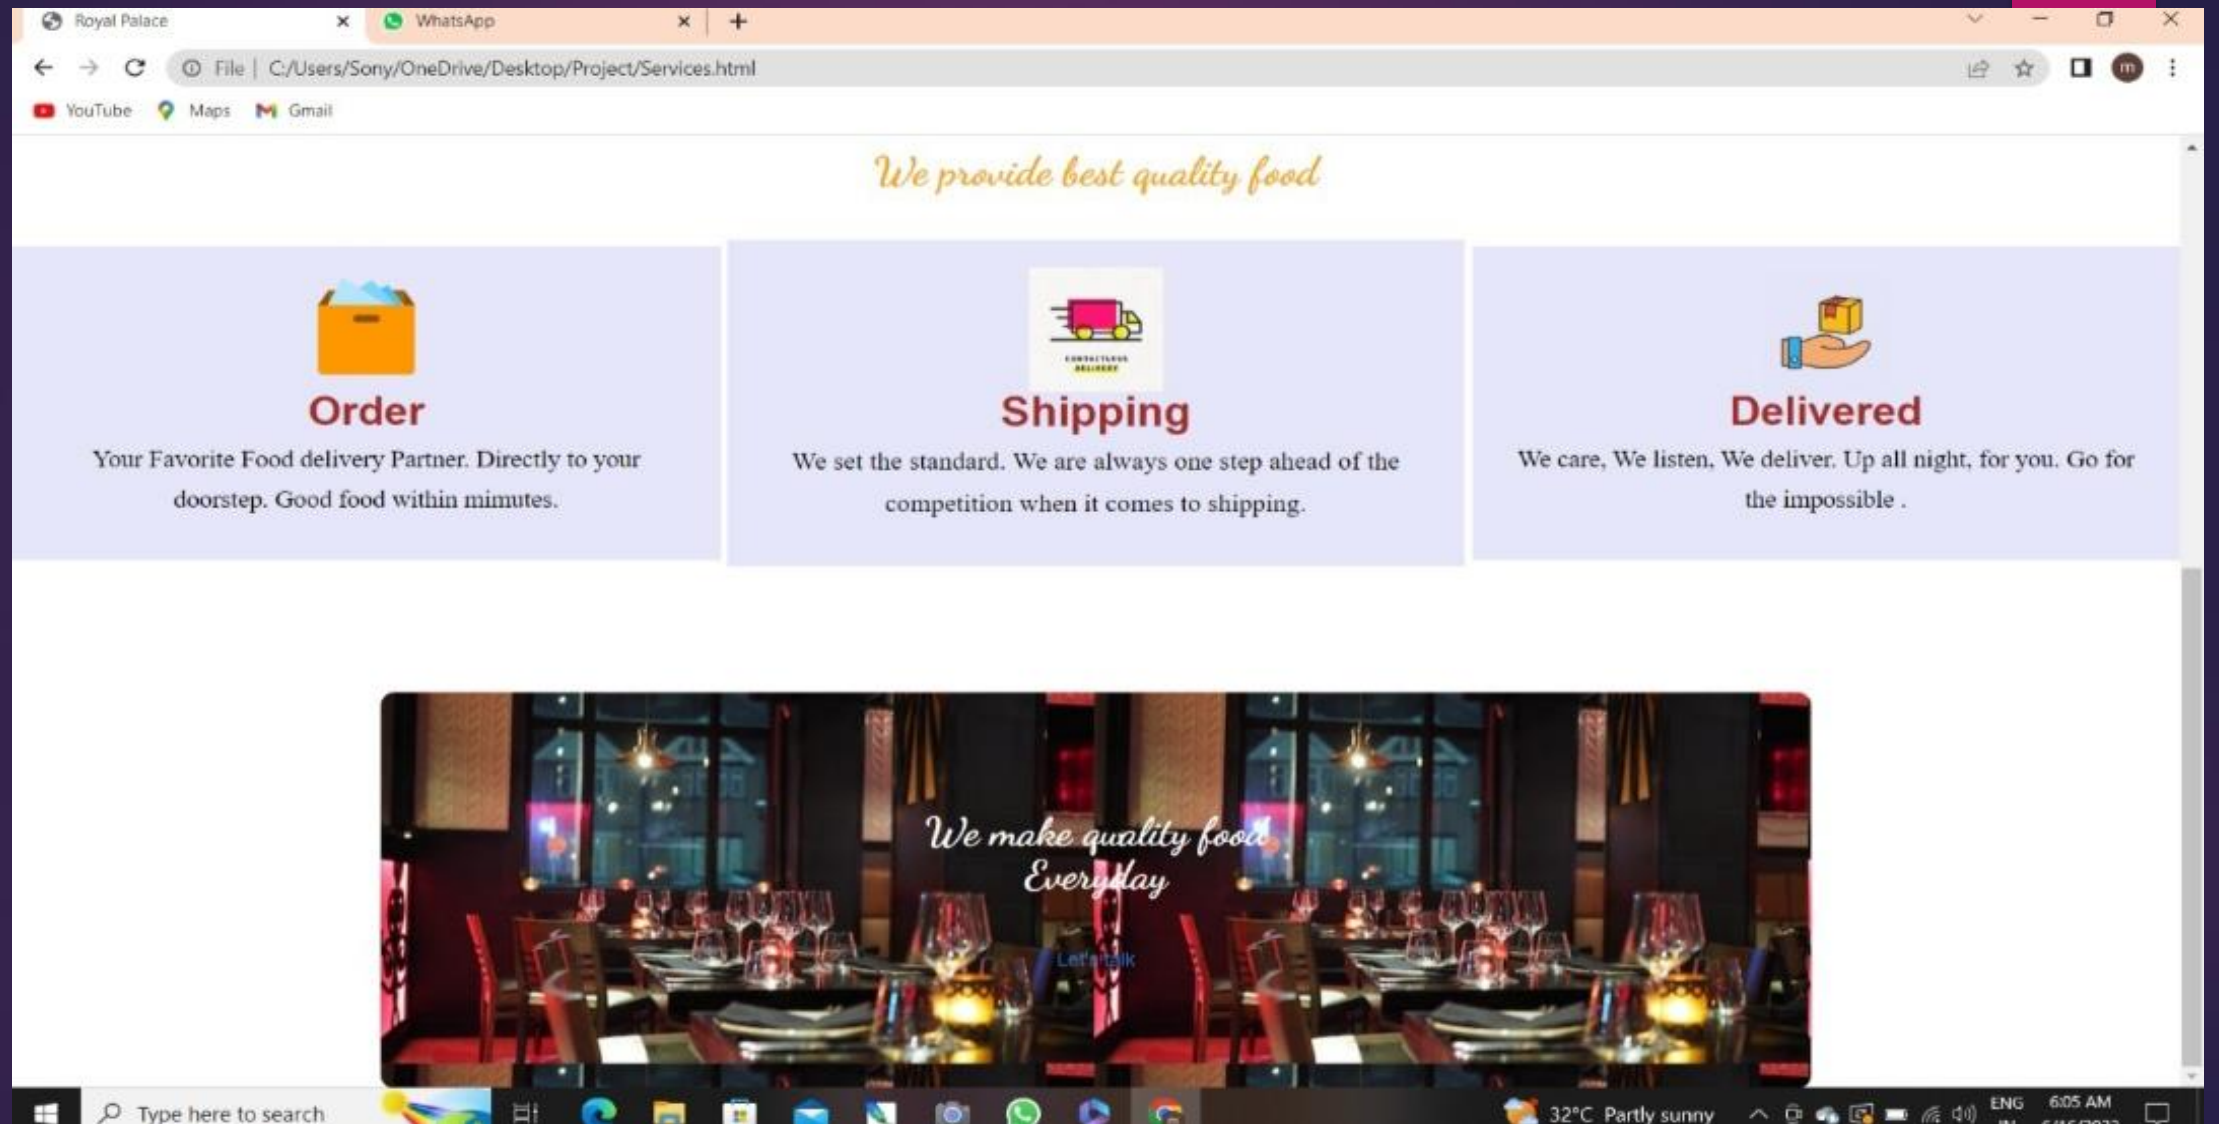 Royal Palace
WhatsApp
File | C:/Users/Sony/OneDrive/Desktop/Project/Services.html
m
YouTube Maps Gmail
We provide best quality food
CONTACTLESS
DELIVERY
Order
Shipping
Delivered
Your Favorite Food delivery Partner. Directly to your
doorstep. Good food within mimutes.
We set the standard. We are always one step ahead of the
competition when it comes to shipping.
We care, We listen, We deliver. Up all night, for you. Go for
the impossible .
We make quality food
Everyday
Let's talk
Type here to search
32°C Partly sunny
ENG
6:05 AM